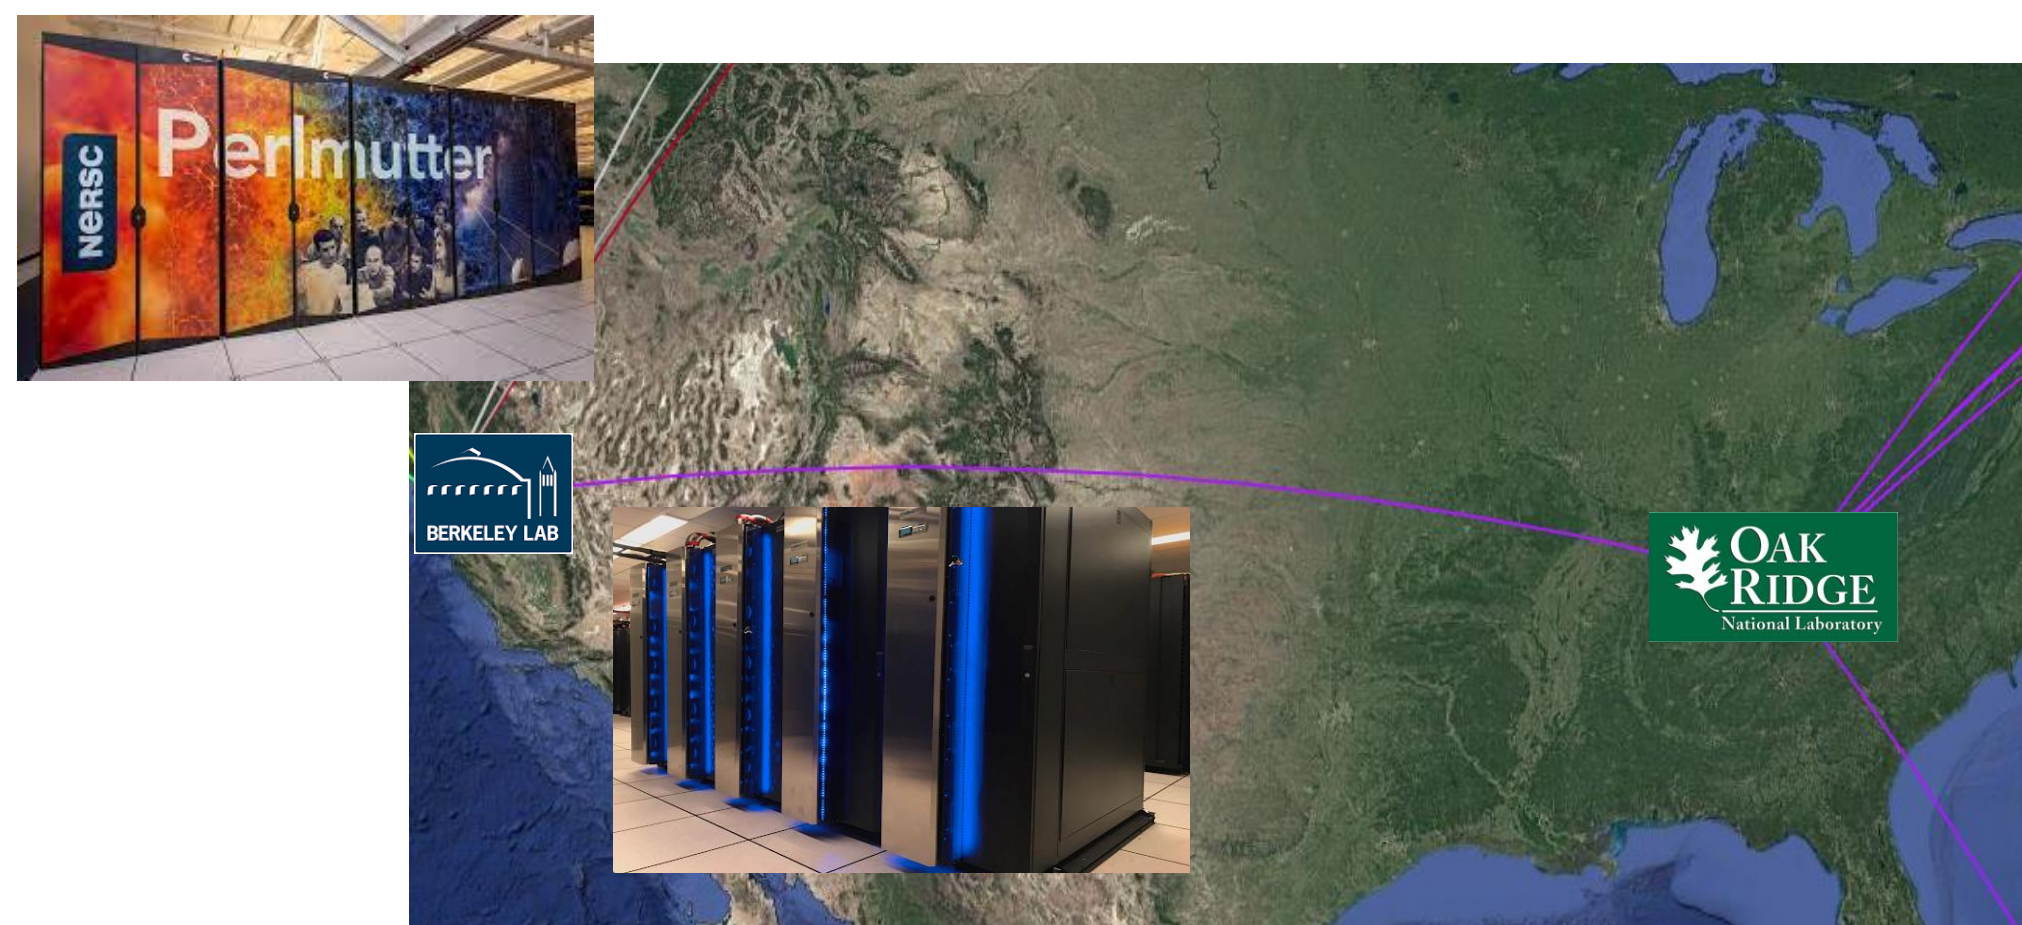 Perlmutter
NERSC
BERKELEY LAB
OAK
RIDGE
National Laboratory